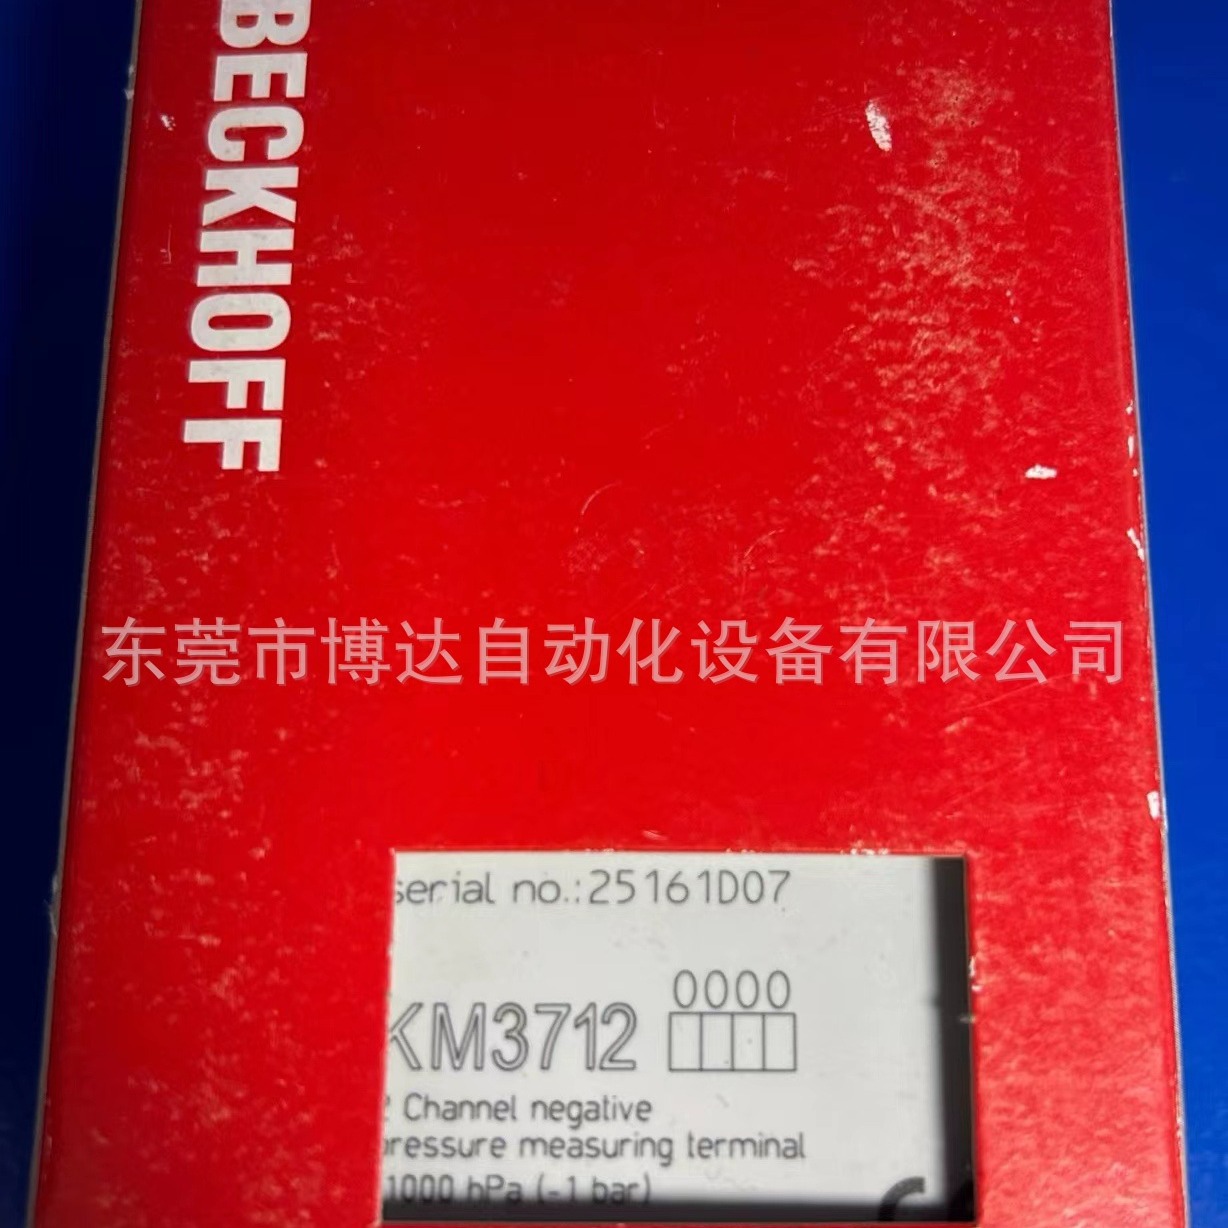 BECKHOFF
东莞市博达自动化设备有限公司
serial no.:25161D07
0000
KM3712
2 Channel negative
pressure measuring terminal
1000 hPa (-1 bar)